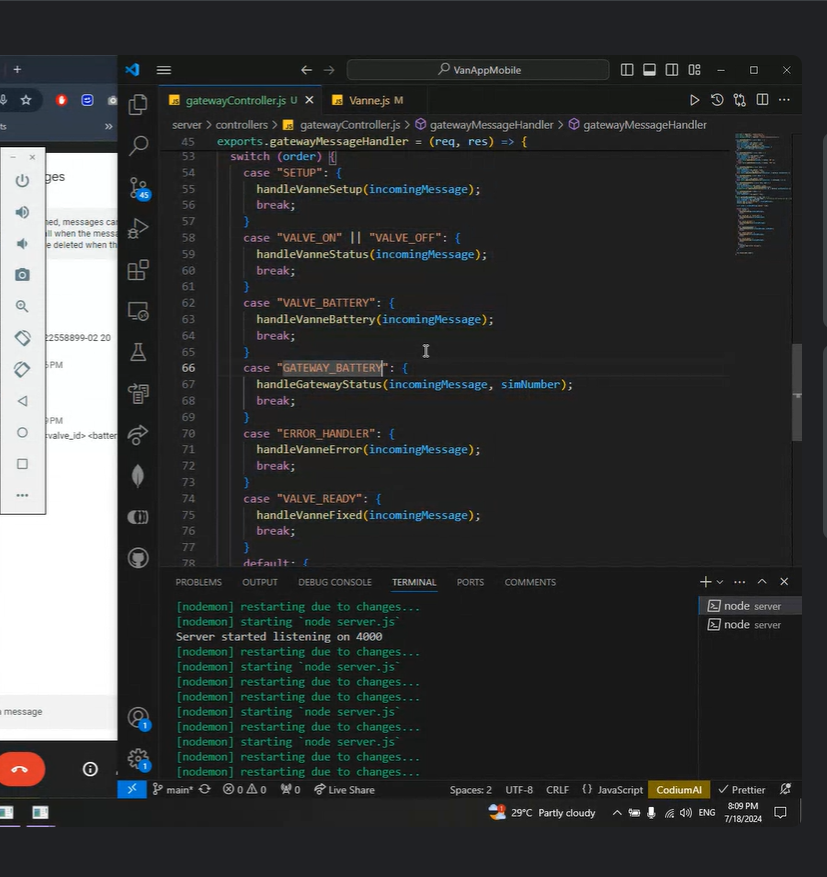 VanAppMobile
gatewayController.js U
Vanne.js M
server > controllers > gatewayController.js > gatewayMessageHandler > gatewayMessageHandler
45 exports.gatewayMessageHandler = (req, res) => {
53 switch (order) {
54 case "SETUP": {
55 handleVanneSetup(incomingMessage);
56 break;
57 }
58 case "VALVE_ON" || "VALVE_OFF": {
59 handleVanneStatus(incomingMessage);
60 break;
61 }
62 case "VALVE_BATTERY": {
63 handleVanneBattery(incomingMessage);
64 break;
65 }
66 case "GATEWAY_BATTERY": {
67 handleGatewayStatus(incomingMessage, simNumber);
68 break;
69 }
70 case "ERROR_HANDLER": {
71 handleVanneError(incomingMessage);
72 break;
73 }
74 case "VALVE_READY": {
75 handleVanneFixed(incomingMessage);
76 break;
77 }
78 default: {
45
1
1
ts
ges
ned, messages can
all when the messa
e deleted when th
22558899-02 20
PM
PM
<valve_id> <batter
message
PROBLEMS OUTPUT DEBUG CONSOLE TERMINAL PORTS COMMENTS
[nodemon] restarting due to changes...
[nodemon] starting `node server.js`
Server started listening on 4000
[nodemon] restarting due to changes...
[nodemon] starting `node server.js`
[nodemon] restarting due to changes...
[nodemon] restarting due to changes...
[nodemon] starting `node server.js`
[nodemon] restarting due to changes...
[nodemon] starting `node server.js`
[nodemon] restarting due to changes...
[nodemon] restarting due to changes...
node server
node server
main* 0 0 0 Live Share Spaces: 2 UTF-8 CRLF {} JavaScript CodiumAI Prettier
29°C Partly cloudy ENG
8:09 PM
7/18/2024